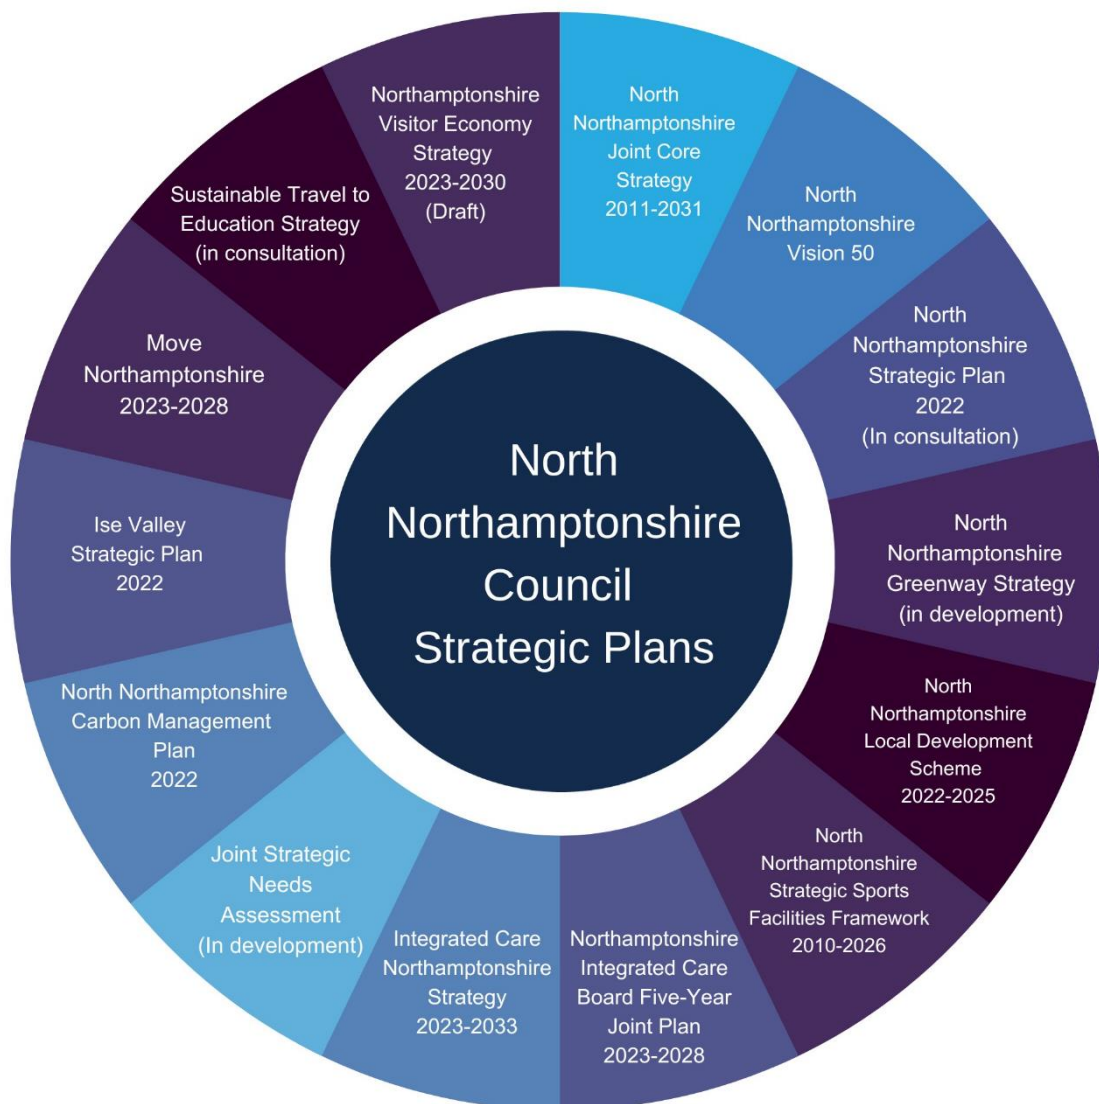 North
Northamptonshire
Council
Strategic Plans
North
Northamptonshire
Joint Core
Strategy
2011-2031
North
Northamptonshire
Vision 50
North
Northamptonshire
Strategic Plan
2022
(In consultation)
North
Northamptonshire
Greenway Strategy
(in development)
North
Northamptonshire
Local Development
Scheme
2022-2025
North
Northamptonshire
Strategic Sports
Facilities Framework
2010-2026
Northamptonshire
Integrated Care
Board Five-Year
Joint Plan
2023-2028
Integrated Care
Northamptonshire
Strategy
2023-2033
Joint Strategic
Needs
Assessment
(In development)
North Northamptonshire
Carbon Management
Plan
2022
Ise Valley
Strategic Plan
2022
Move
Northamptonshire
2023-2028
Sustainable Travel to
Education Strategy
(in consultation)
Northamptonshire
Visitor Economy
Strategy
2023-2030
(Draft)